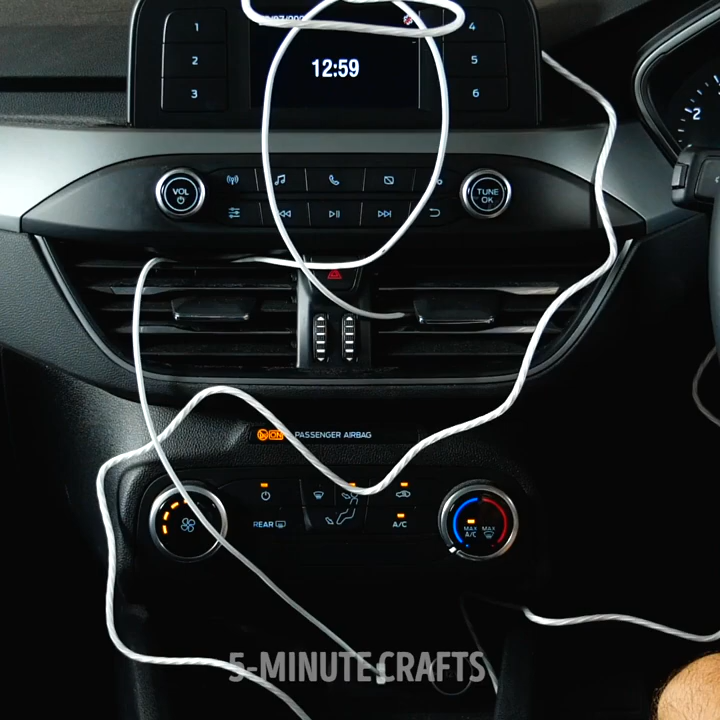 1
4
2
12:59
5
3
6
2
VOL
TUNE
OK
ON PASSENGER AIRBAG
REAR
A/C
MAX
A/C
MAX
5-MINUTE CRAFTS